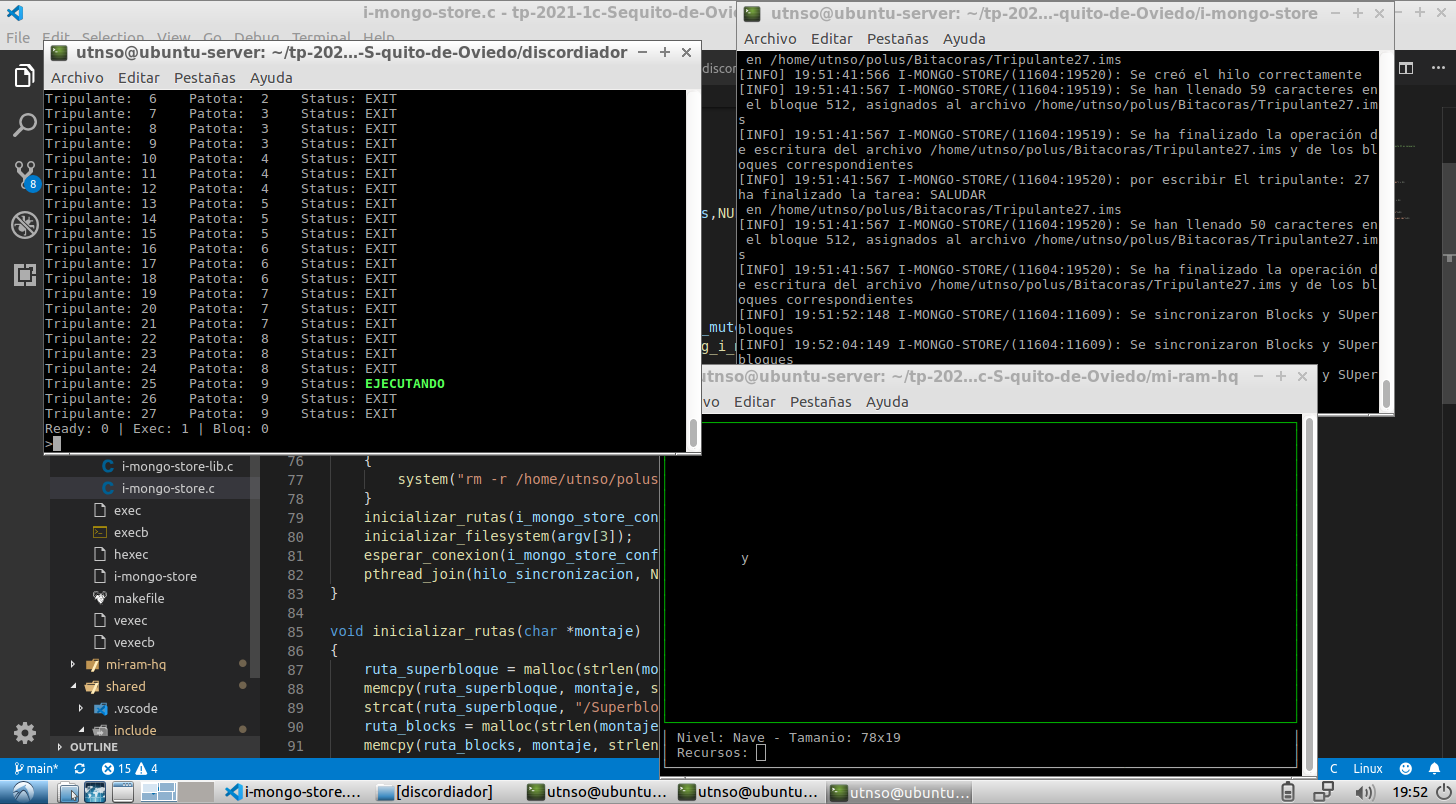 i-mongo-store.c - tp-2021-1c-Sequito-de-Ovi
File Edit Selection View Go Debug Terminal Help
utnso@ubuntu-server: ~/tp-202...-S-quito-de-Oviedo/discordiador
Archivo Editar Pestañas Ayuda
Tripulante: 6 Patota: 2 Status: EXIT
Tripulante: 7 Patota: 3 Status: EXIT
Tripulante: 8 Patota: 3 Status: EXIT
Tripulante: 9 Patota: 3 Status: EXIT
Tripulante: 10 Patota: 4 Status: EXIT
Tripulante: 11 Patota: 4 Status: EXIT
Tripulante: 12 Patota: 4 Status: EXIT
Tripulante: 13 Patota: 5 Status: EXIT
Tripulante: 14 Patota: 5 Status: EXIT
Tripulante: 15 Patota: 5 Status: EXIT
Tripulante: 16 Patota: 6 Status: EXIT
Tripulante: 17 Patota: 6 Status: EXIT
Tripulante: 18 Patota: 6 Status: EXIT
Tripulante: 19 Patota: 7 Status: EXIT
Tripulante: 20 Patota: 7 Status: EXIT
Tripulante: 21 Patota: 7 Status: EXIT
Tripulante: 22 Patota: 8 Status: EXIT
Tripulante: 23 Patota: 8 Status: EXIT
Tripulante: 24 Patota: 8 Status: EXIT
Tripulante: 25 Patota: 9 Status: EJECUTANDO
Tripulante: 26 Patota: 9 Status: EXIT
Tripulante: 27 Patota: 9 Status: EXIT
Ready: 0 | Exec: 1 | Bloq: 0
>
8
discor
s,NU
_mut
g_i_
utnso@ubuntu-server: ~/tp-202...-quito-de-Oviedo/i-mongo-store
Archivo Editar Pestañas Ayuda
en /home/utnso/polus/Bitacoras/Tripulante27.ims
[INFO] 19:51:41:566 I-MONGO-STORE/(11604:19520): Se creó el hilo correctamente
[INFO] 19:51:41:567 I-MONGO-STORE/(11604:19519): Se han llenado 59 caracteres en
el bloque 512, asignados al archivo /home/utnso/polus/Bitacoras/Tripulante27.im
s
[INFO] 19:51:41:567 I-MONGO-STORE/(11604:19519): Se ha finalizado la operación d
e escritura del archivo /home/utnso/polus/Bitacoras/Tripulante27.ims y de los bl
oques correspondientes
[INFO] 19:51:41:567 I-MONGO-STORE/(11604:19520): por escribir El tripulante: 27
ha finalizado la tarea: SALUDAR
en /home/utnso/polus/Bitacoras/Tripulante27.ims
[INFO] 19:51:41:567 I-MONGO-STORE/(11604:19520): Se han llenado 50 caracteres en
el bloque 512, asignados al archivo /home/utnso/polus/Bitacoras/Tripulante27.im
s
[INFO] 19:51:41:567 I-MONGO-STORE/(11604:19520): Se ha finalizado la operación d
e escritura del archivo /home/utnso/polus/Bitacoras/Tripulante27.ims y de los bl
oques correspondientes
[INFO] 19:51:52:148 I-MONGO-STORE/(11604:11609): Se sincronizaron Blocks y SUper
bloques
[INFO] 19:52:04:149 I-MONGO-STORE/(11604:11609): Se sincronizaron Blocks y SUper
bloques
y SUper
utnso@ubuntu-server: ~/tp-202...c-S-quito-de-Oviedo/mi-ram-hq
vo Editar Pestañas Ayuda
y
Nivel: Nave - Tamanio: 78x19
Recursos:
i-mongo-store-lib.c
i-mongo-store.c
exec
execb
hexec
i-mongo-store
makefile
vexec
vexecb
mi-ram-hq
shared
.vscode
include
OUTLINE
76 {
77 system("rm -r /home/utnso/polus
78 }
79 inicializar_rutas(i_mongo_store_con
80 inicializar_filesystem(argv[3]);
81 esperar_conexion(i_mongo_store_conf
82 pthread_join(hilo_sincronizacion, N
83 }
84
85 void inicializar_rutas(char *montaje)
86 {
87 ruta_superbloque = malloc(strlen(mo
88 memcpy(ruta_superbloque, montaje, s
89 strcat(ruta_superbloque, "/Superblo
90 ruta_blocks = malloc(strlen(montaje
91 memcpy(ruta_blocks, montaje, strlen
main* 15 4
C Linux
i-mongo-store.... [discordiador] utnso@ubuntu... utnso@ubuntu... utnso@ubuntu... 19:52